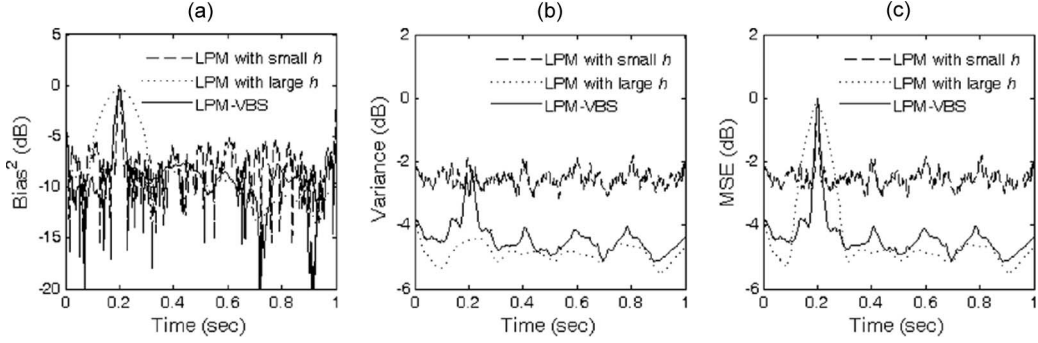 (a)
LPM with small h
LPM with large h
LPM-VBS
Bias² (dB)
5
0
-5
-10
-15
-20
0
0.2
0.4
0.6
0.8
1
Time (sec)
(b)
LPM with small h
LPM with large h
LPM-VBS
Variance (dB)
2
0
-2
-4
-6
0
0.2
0.4
0.6
0.8
1
Time (sec)
(c)
LPM with small h
LPM with large h
LPM-VBS
MSE (dB)
2
0
-2
-4
-6
0
0.2
0.4
0.6
0.8
1
Time (sec)